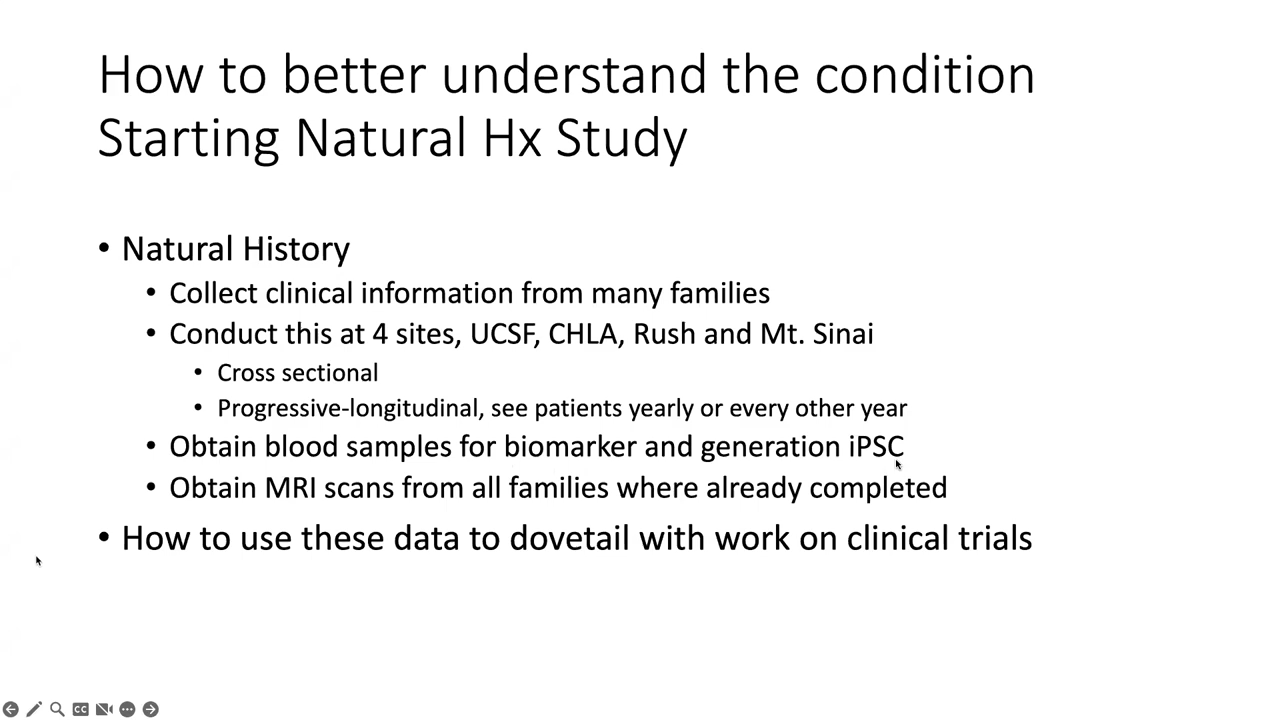 How to better understand the condition
Starting Natural Hx Study
• Natural History
• Collect clinical information from many families
• Conduct this at 4 sites, UCSF, CHLA, Rush and Mt. Sinai
• Cross sectional
• Progressive-longitudinal, see patients yearly or every other year
• Obtain blood samples for biomarker and generation iPSC
• Obtain MRI scans from all families where already completed
• How to use these data to dovetail with work on clinical trials
CC